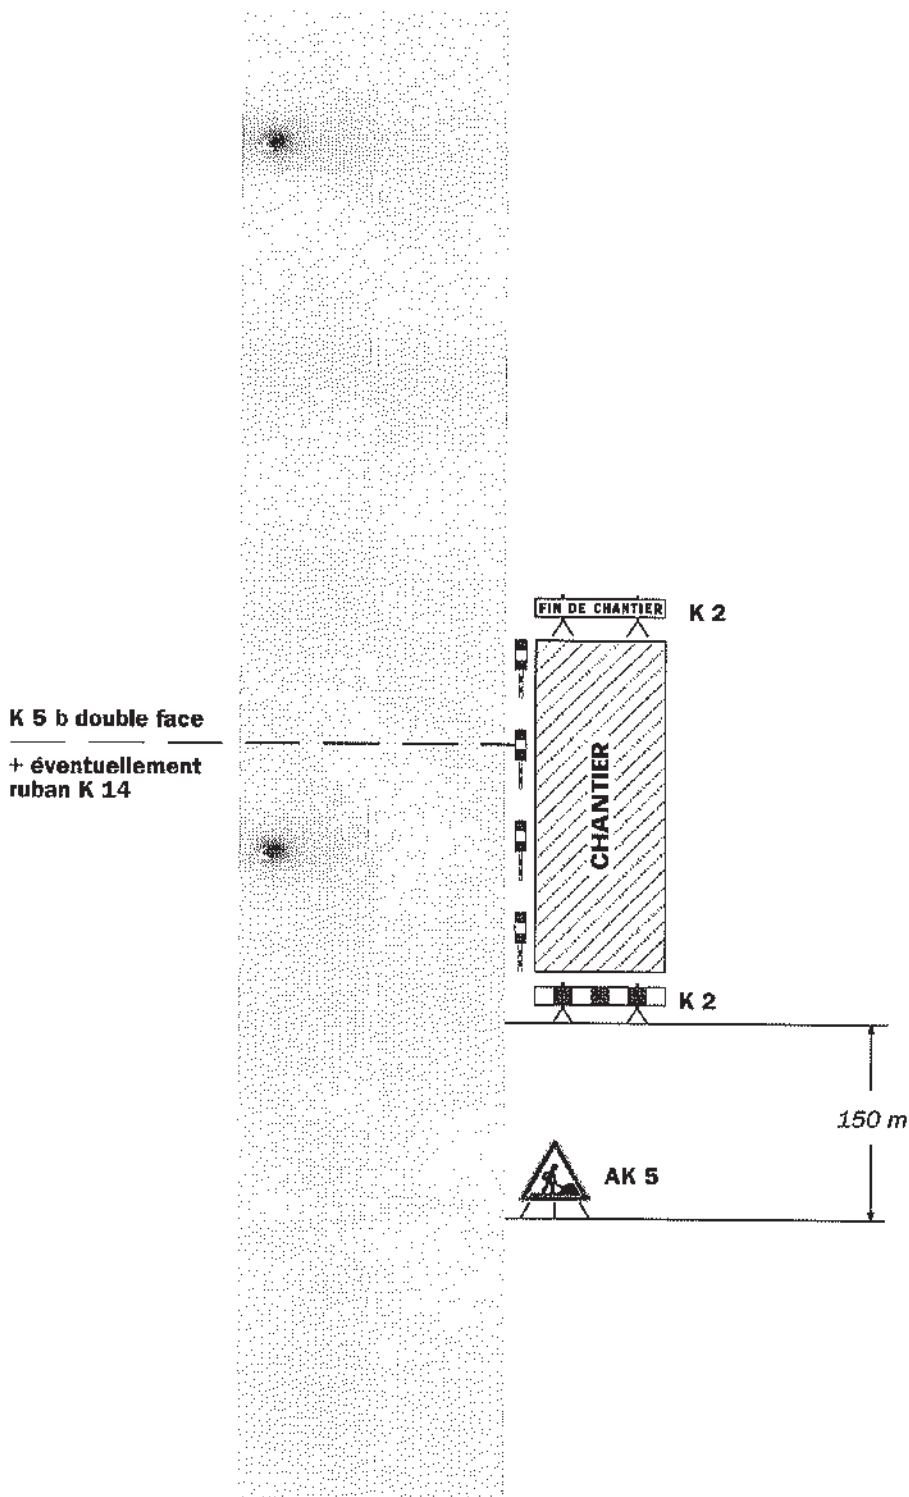 FIN DE CHANTIER
K 2
K 5 b double face
+ éventuellement
ruban K 14
CHANTIER
K 2
150 m
AK 5